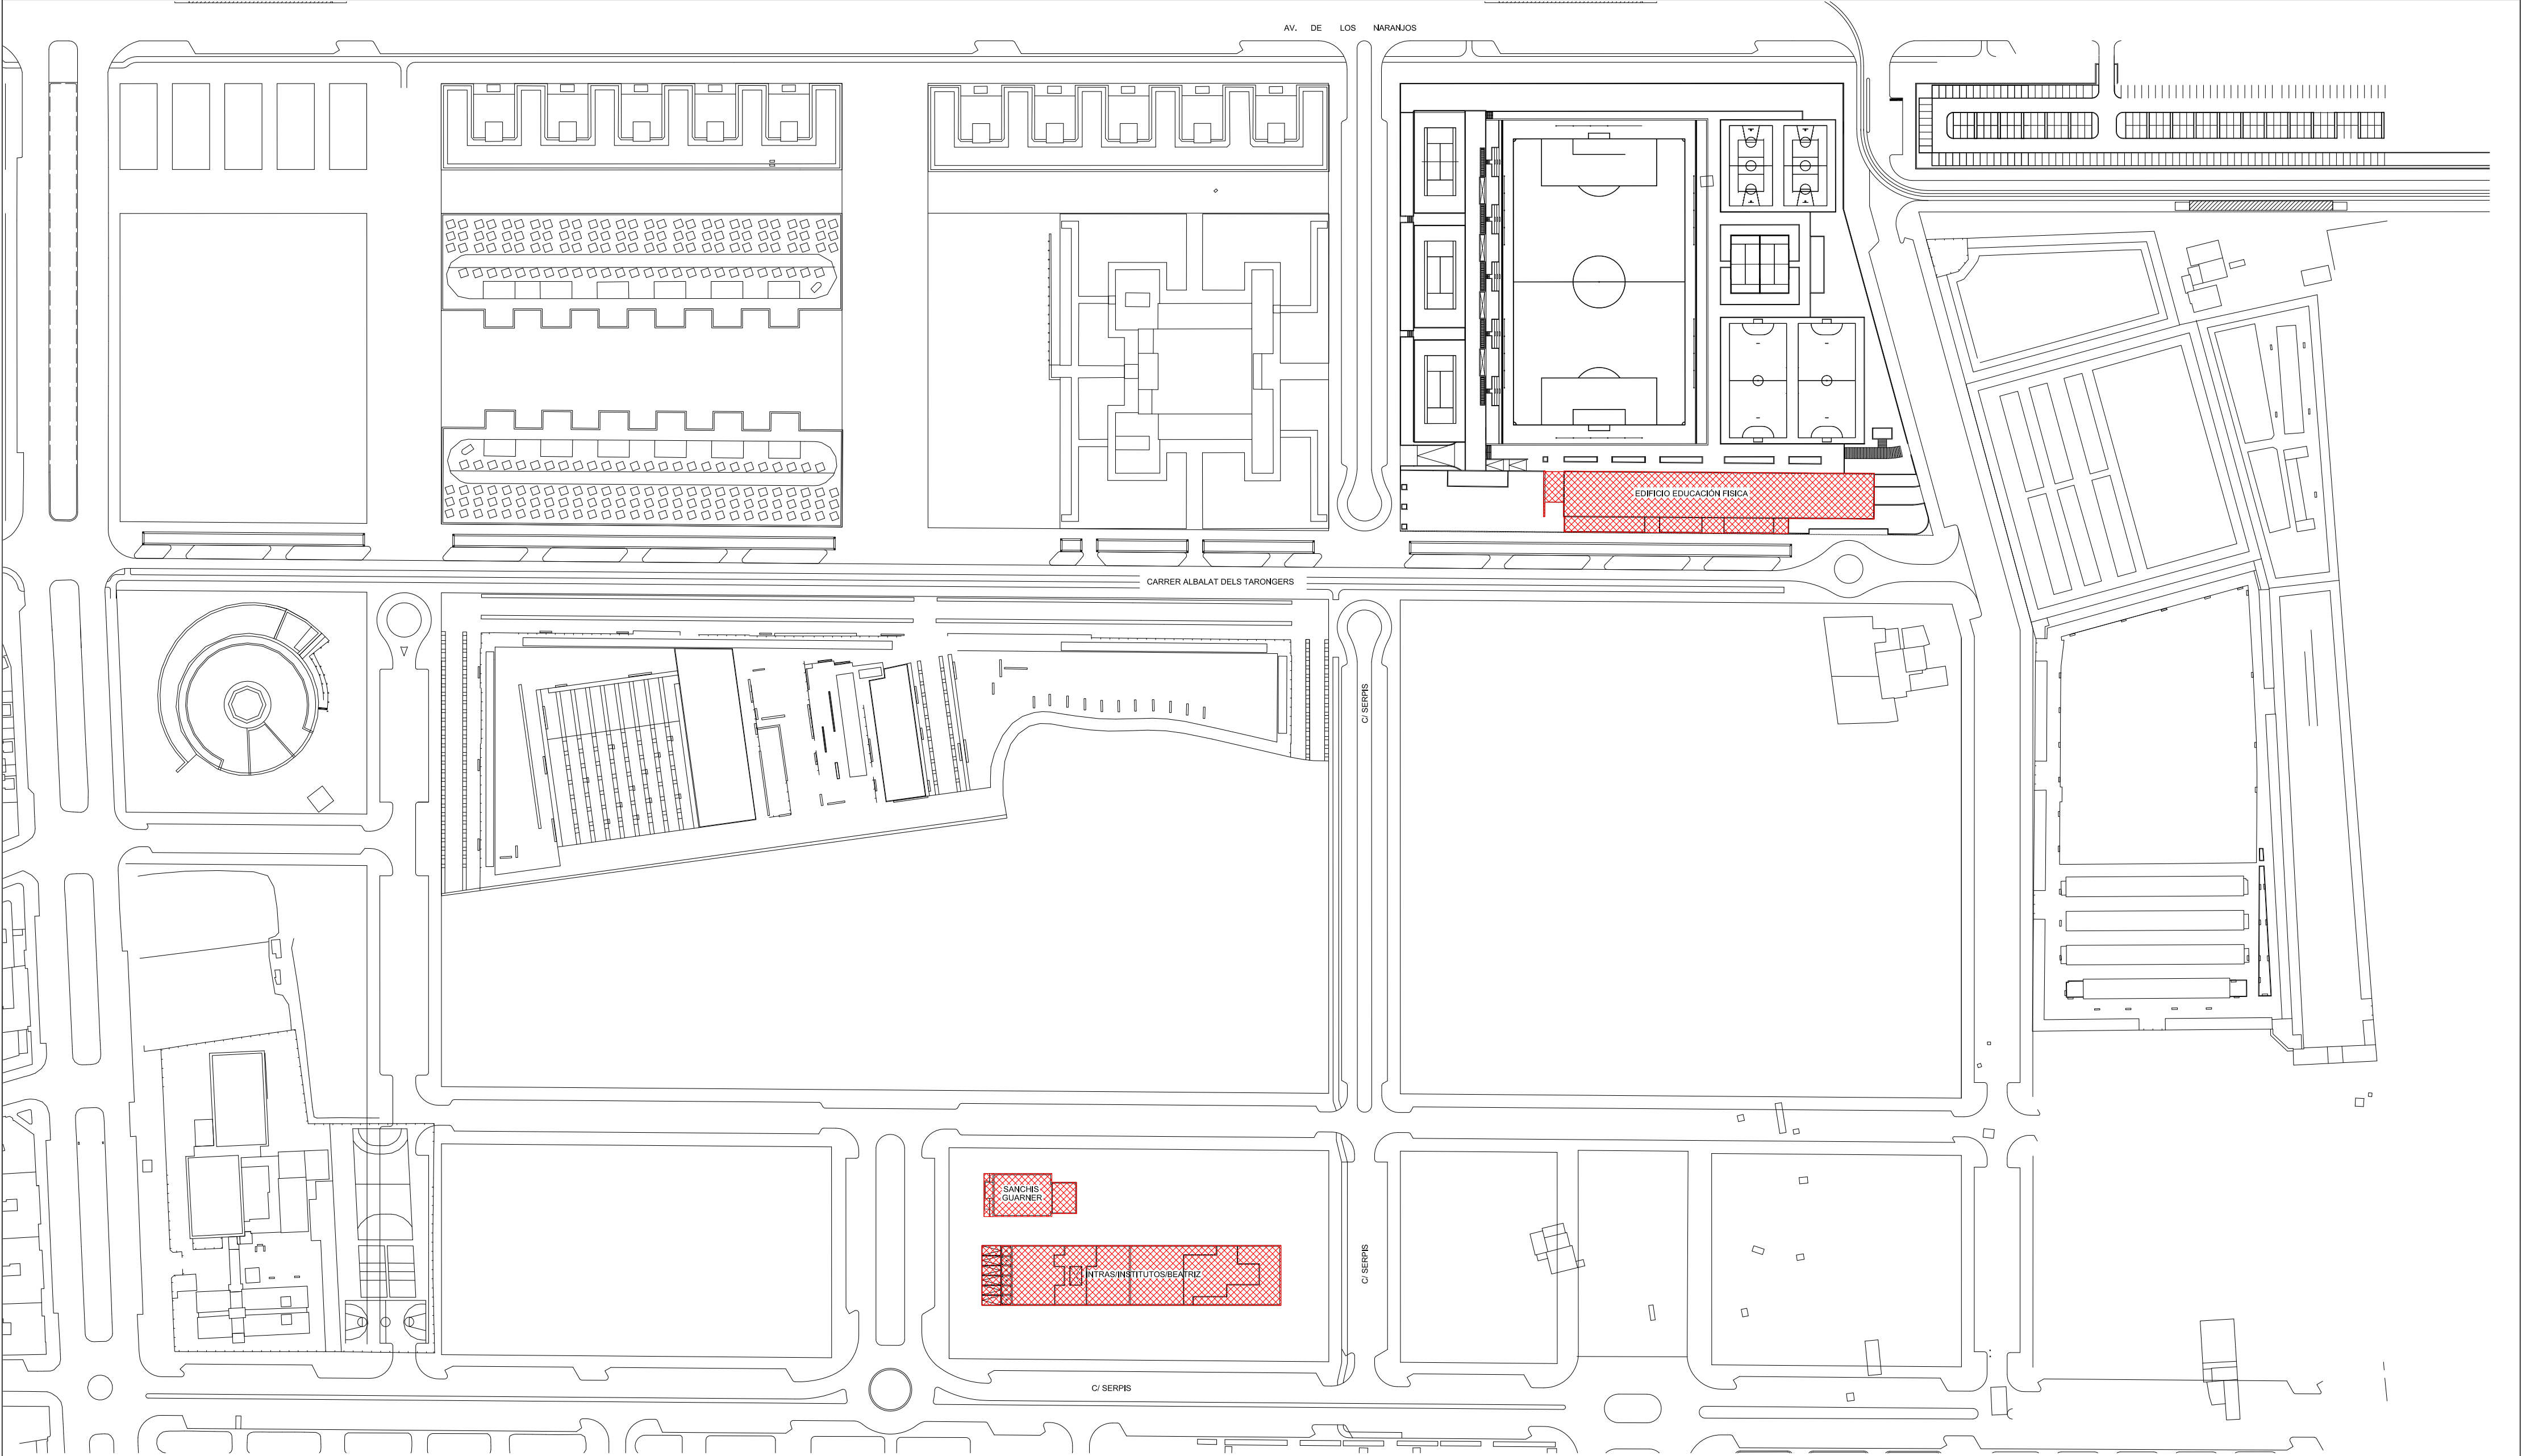 AV. DE LOS NARANJOS
EDIFICIO EDUCACIÓN FISICA
CARRER ALBALAT DELS TARONGERS
C/ SERPIS
SANCHIS
GUARNER
INTRAS/INSTITUTOS/BEATRIZ
C/ SERPIS
C/ SERPIS